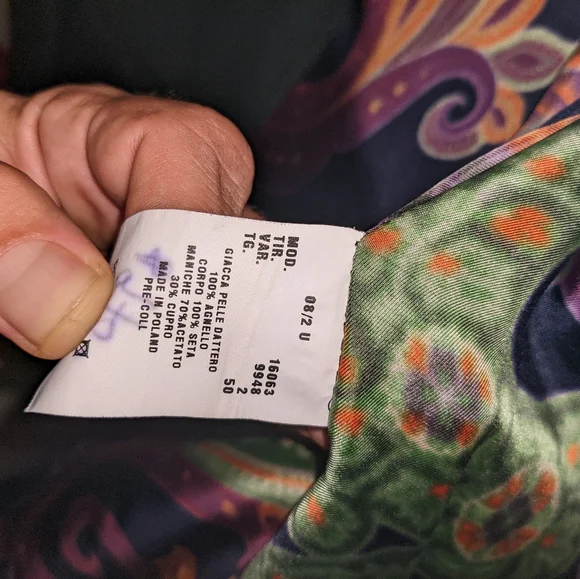 MOD. 08/2 U 16063
TIR. 9948
VAR. 2
TG. 50
GIACCA PELLE DATTERO
100% AGNELLO
CORPO 100% SETA
MANICHE 70%ACETATO
30% CUPRO
MADE IN POLAND
PRE-COLL